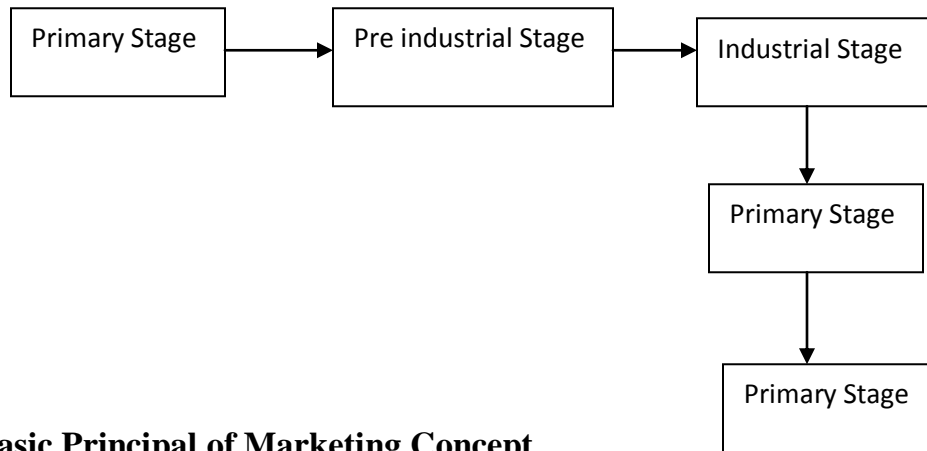 Primary Stage
Pre industrial Stage
Industrial Stage
Primary Stage
Primary Stage
asic Principal of Marketing Concept